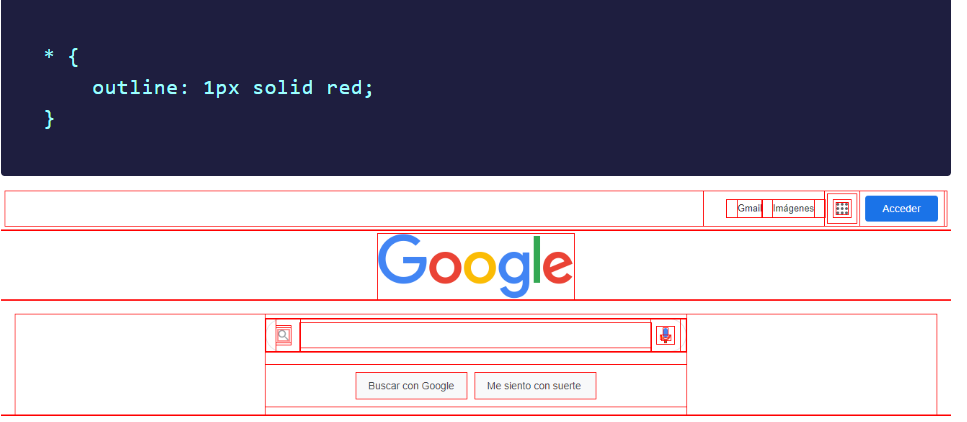 * {
    outline: 1px solid red;
}
Gmail Imágenes Acceder
Google
Buscar con Google Me siento con suerte